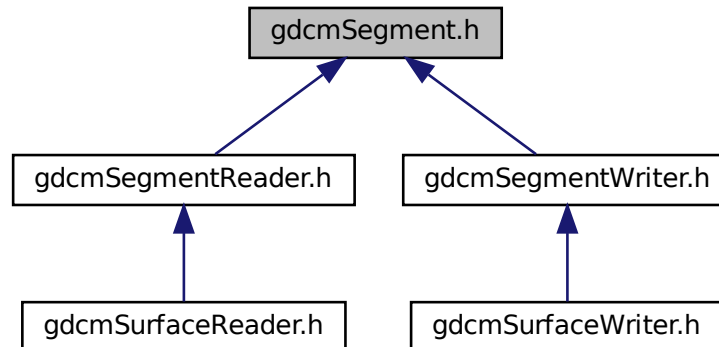 gdcmSegment.h
gdcmSegmentReader.h
gdcmSegmentWriter.h
gdcmSurfaceReader.h
gdcmSurfaceWriter.h